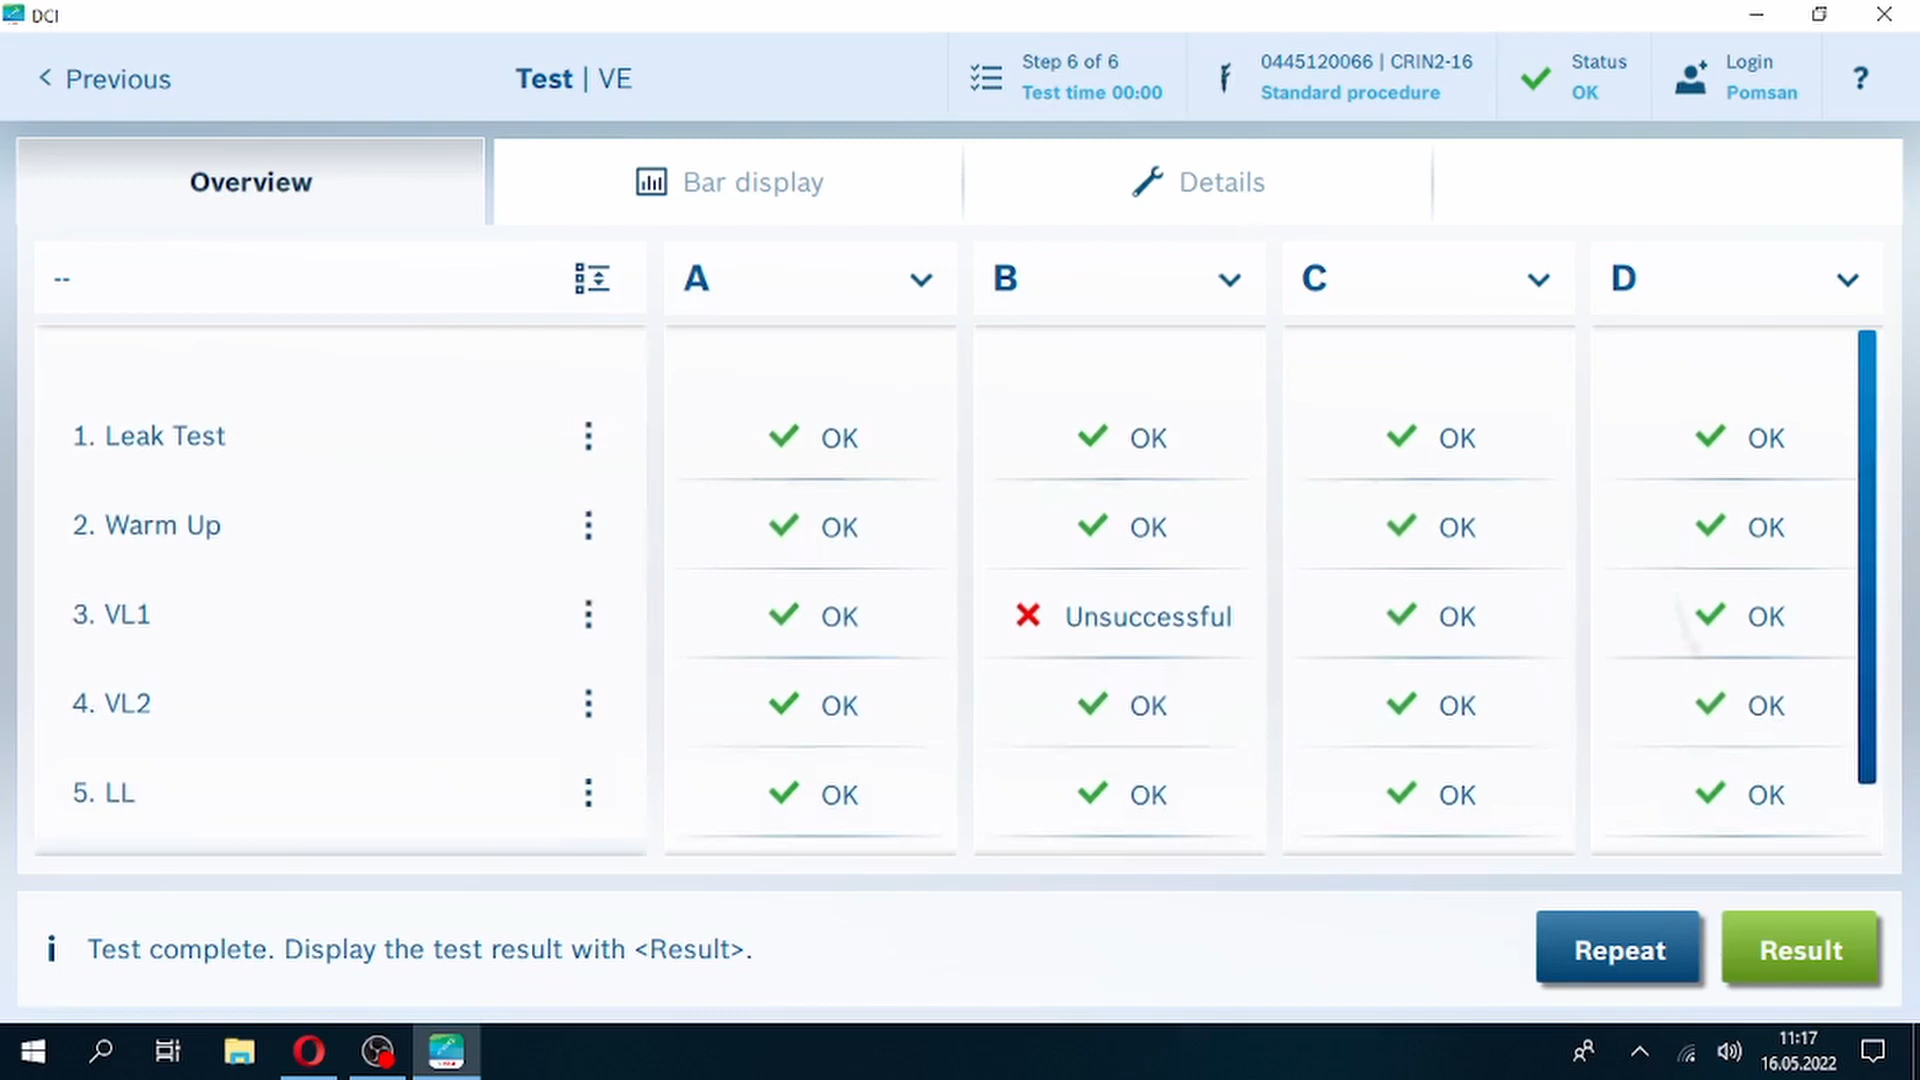 DCI
< Previous
Test | VE
Step 6 of 6
Test time 00:00
0445120066 | CRIN2-16
Standard procedure
Status
OK
Login
Pomsan
?
Overview
Bar display
Details
--
A
B
C
D
1. Leak Test
OK
OK
OK
OK
2. Warm Up
OK
OK
OK
OK
3. VL1
OK
Unsuccessful
OK
OK
4. VL2
OK
OK
OK
OK
5. LL
OK
OK
OK
OK
Test complete. Display the test result with <Result>.
Repeat
Result
11:17
16.05.2022